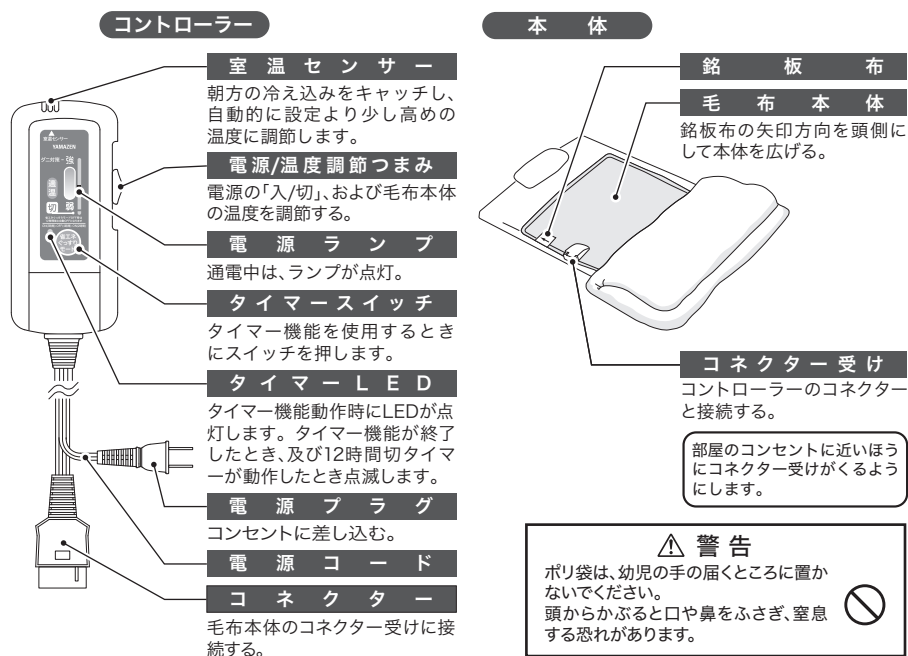 コントローラー
室温センサー
朝方の冷え込みをキャッチし、
自動的に設定より少し高めの
温度に調節します。
電源/温度調節つまみ
電源の「入/切」、および毛布本体
の温度を調節する。
電源ランプ
通電中は、ランプが点灯。
タイマースイッチ
タイマー機能を使用するとき
にスイッチを押します。
タイマーLED
タイマー機能動作時にLEDが点
灯します。タイマー機能が終了
したとき、及び12時間切タイマ
ーが動作したとき点滅します。
電源プラグ
コンセントに差し込む。
電源コード
コネクター
毛布本体のコネクター受けに接
続する。
室温センサー
YAMAZEN
ダニ対策・強
適温
切 弱
本体
銘板布
毛布本体
銘板布の矢印方向を頭側に
して本体を広げる。
コネクター受け
コントローラーのコネクター
と接続する。
部屋のコンセントに近いほう
にコネクター受けがくるよう
にします。
警告
ポリ袋は、幼児の手の届くところに置か
ないでください。
頭からかぶると口や鼻をふさぎ、窒息
する恐れがあります。